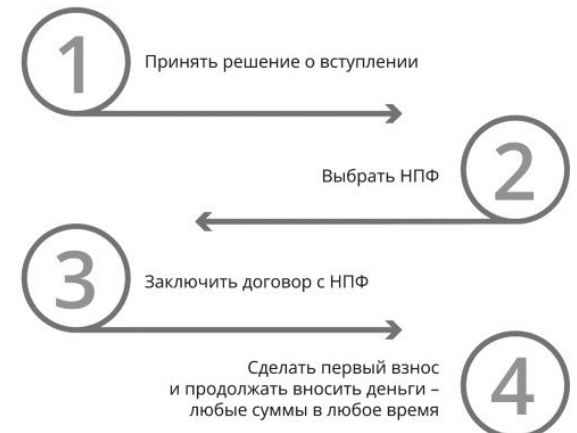 1
Принять решение о вступлении
Выбрать НПФ
2
3
Заключить договор с НПФ
Сделать первый взнос
и продолжать вносить деньги –
любые суммы в любое время
4